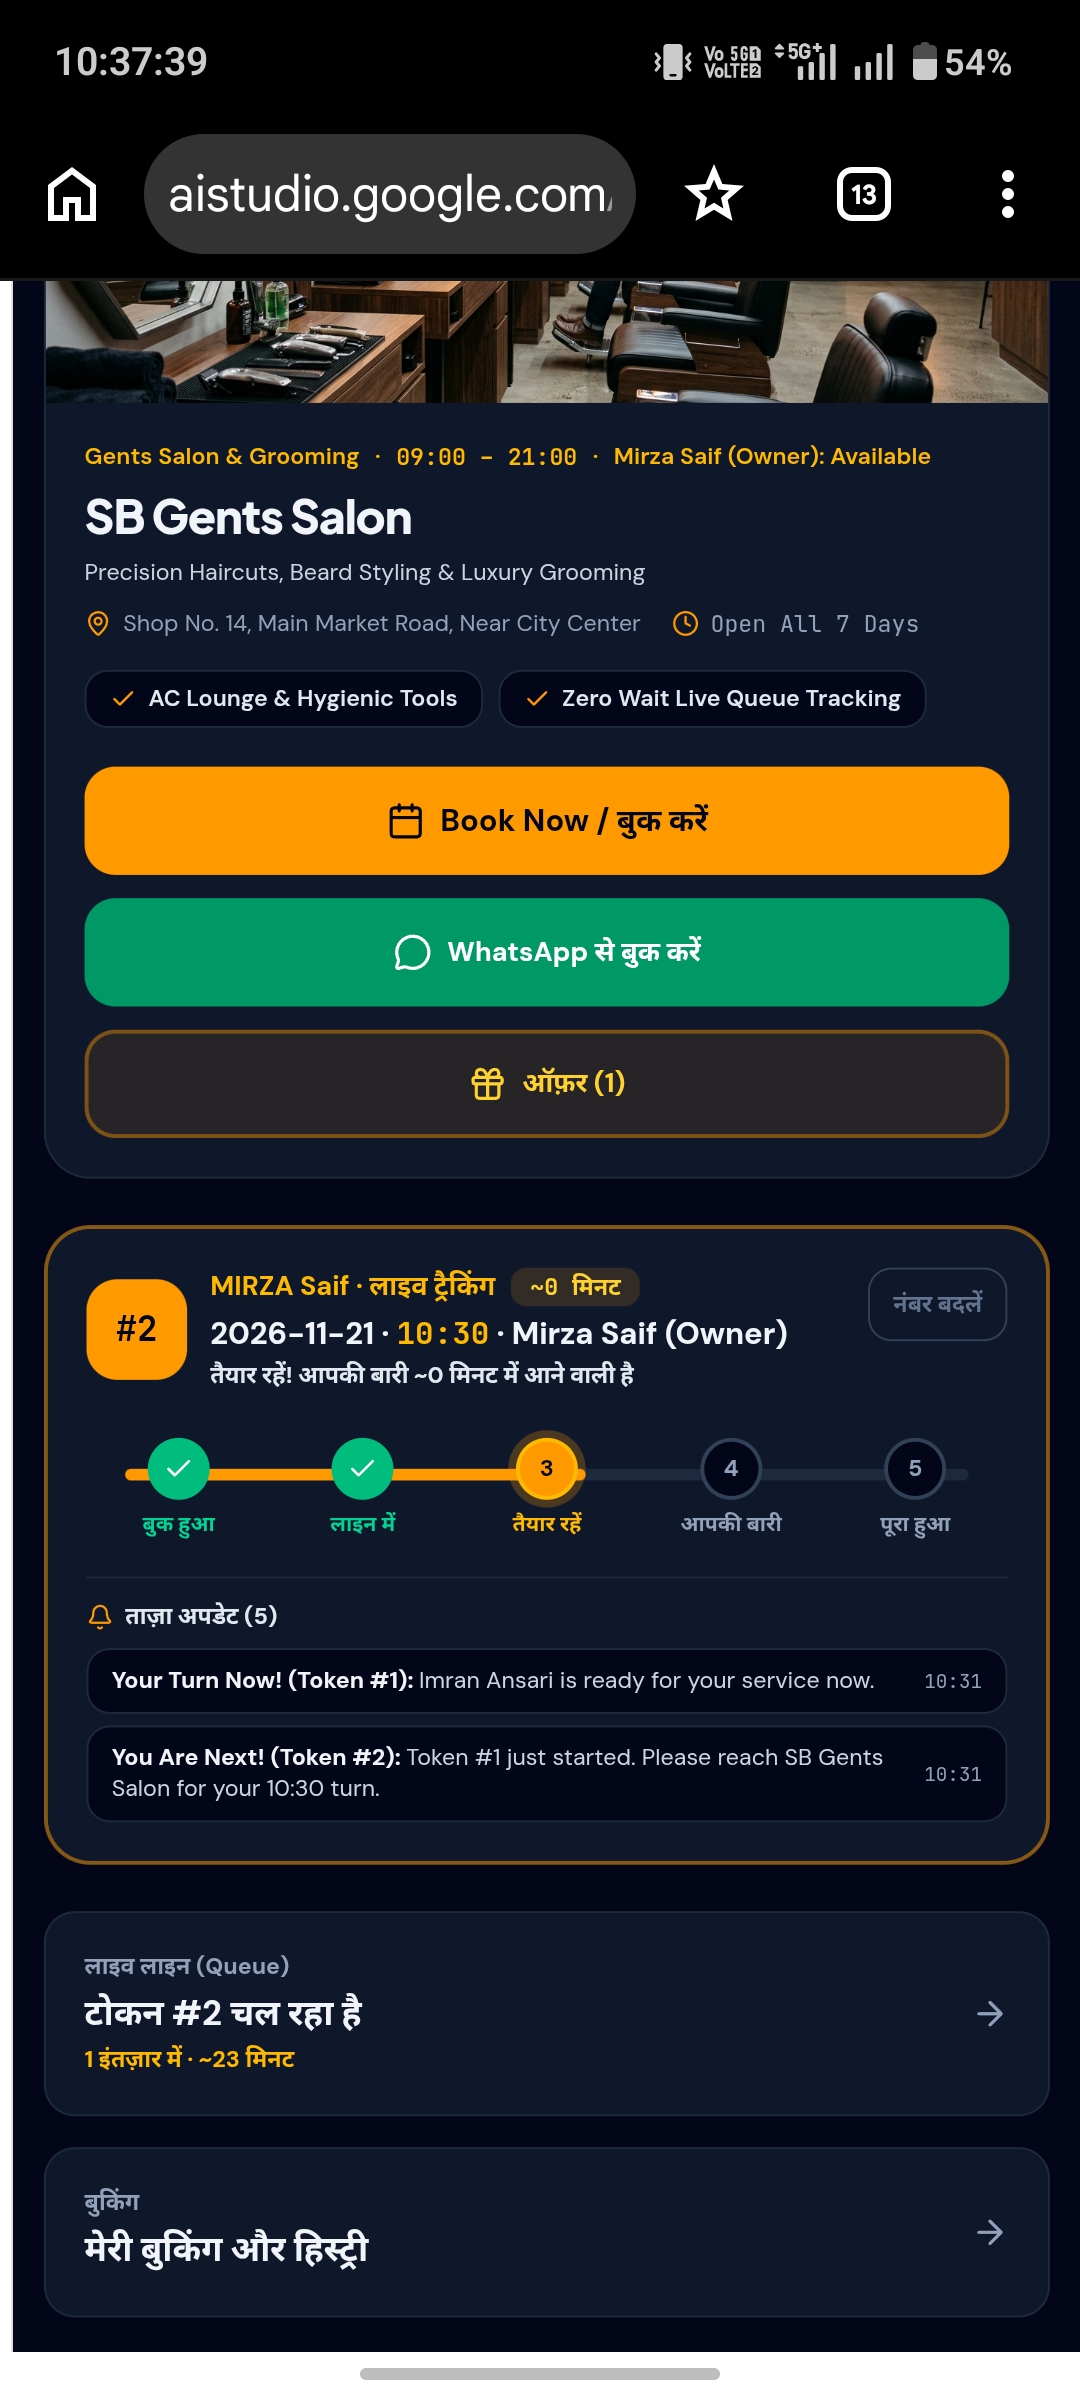 10:37:39
Vo 5G1 VoLTE2 5G+ 54%
aistudio.google.com/
13
Gents Salon & Grooming · 09:00 – 21:00 · Mirza Saif (Owner): Available
SB Gents Salon
Precision Haircuts, Beard Styling & Luxury Grooming
Shop No. 14, Main Market Road, Near City Center Open All 7 Days
AC Lounge & Hygienic Tools Zero Wait Live Queue Tracking
Book Now / बुक करें
WhatsApp से बुक करें
ऑफ़र (1)
#2
MIRZA Saif · लाइव ट्रैकिंग ~0 मिनट
नंबर बदलें
2026-11-21 · 10:30 · Mirza Saif (Owner)
तैयार रहें! आपकी बारी ~0 मिनट में आने वाली है
3 4 5
बुक हुआ लाइन में तैयार रहें आपकी बारी पूरा हुआ
ताज़ा अपडेट (5)
Your Turn Now! (Token #1): Imran Ansari is ready for your service now. 10:31
You Are Next! (Token #2): Token #1 just started. Please reach SB Gents
Salon for your 10:30 turn. 10:31
लाइव लाइन (Queue)
टोकन #2 चल रहा है
1 इंतज़ार में · ~23 मिनट
बुकिंग
मेरी बुकिंग और हिस्ट्री